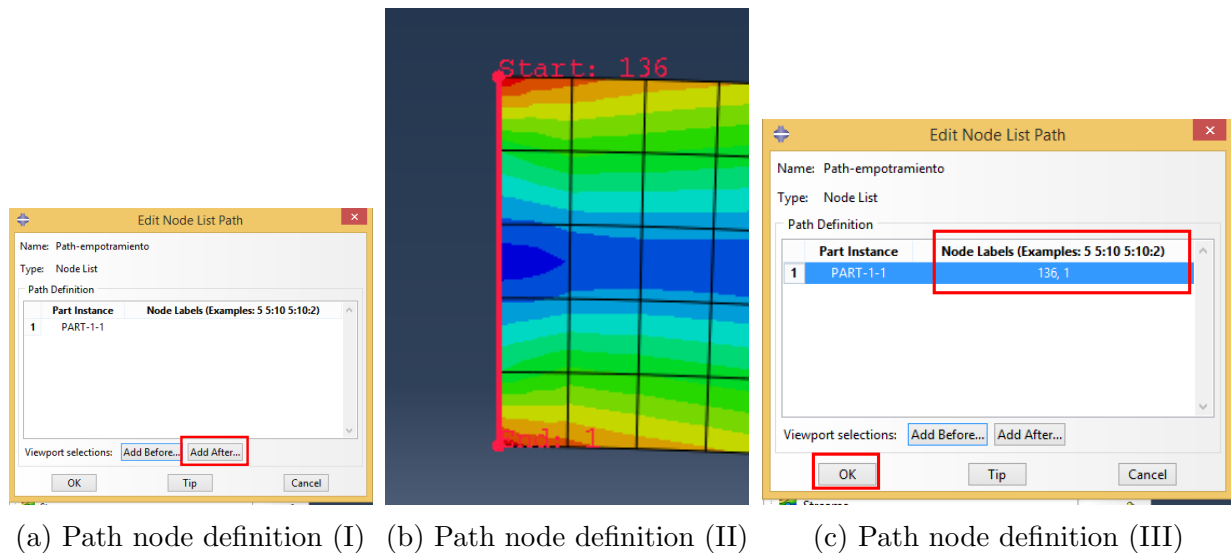 Edit Node List Path
Name: Path-empotramiento
Type: Node List
Path Definition
Part Instance Node Labels (Examples: 5 5:10 5:10:2)
1 PART-1-1
Viewport selections: Add Before... Add After...
OK Tip Cancel
(a) Path node definition (I)
Start: 136
End: 1
(b) Path node definition (II)
Edit Node List Path
Name: Path-empotramiento
Type: Node List
Path Definition
Part Instance Node Labels (Examples: 5 5:10 5:10:2)
1 PART-1-1 136, 1
Viewport selections: Add Before... Add After...
OK Tip Cancel
(c) Path node definition (III)